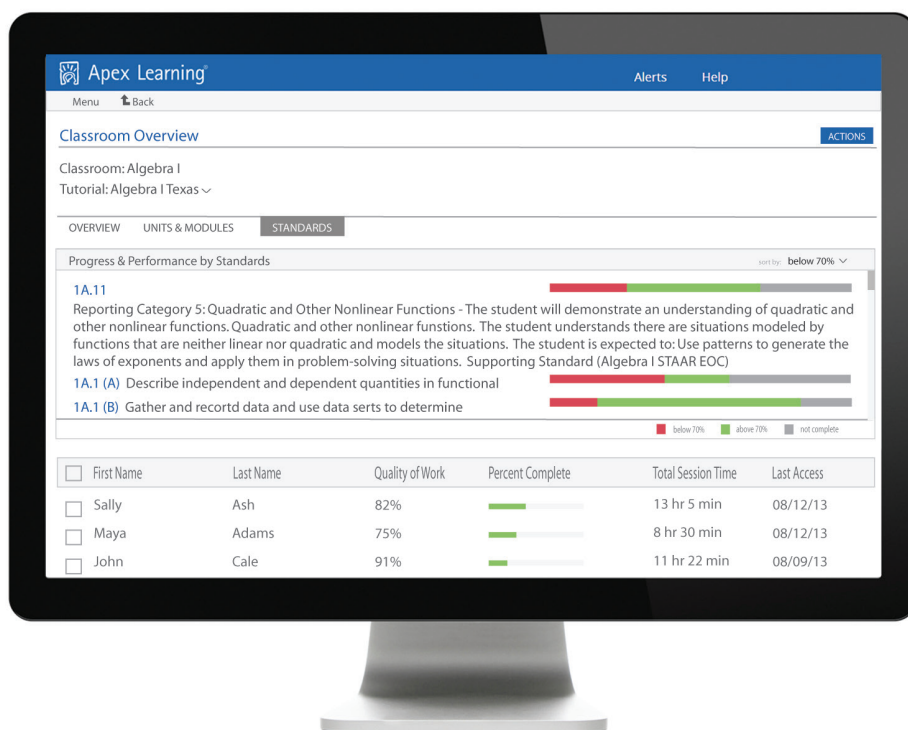 Apex Learning®
Alerts Help
Menu Back
Classroom Overview
ACTIONS
Classroom: Algebra I
Tutorial: Algebra I Texas
OVERVIEW UNITS & MODULES STANDARDS
Progress & Performance by Standards
sort by: below 70%
1A.11
Reporting Category 5: Quadratic and Other Nonlinear Functions - The student will demonstrate an understanding of quadratic and
other nonlinear functions. Quadratic and other nonlinear funstions. The student understands there are situations modeled by
functions that are neither linear nor quadratic and models the situations. The student is expected to: Use patterns to generate the
laws of exponents and apply them in problem-solving situations. Supporting Standard (Algebra I STAAR EOC)
1A.1 (A) Describe independent and dependent quantities in functional
1A.1 (B) Gather and recortd data and use data serts to determine
below 70% above 70% not complete
First Name Last Name Quality of Work Percent Complete Total Session Time Last Access
Sally Ash 82% 13 hr 5 min 08/12/13
Maya Adams 75% 8 hr 30 min 08/12/13
John Cale 91% 11 hr 22 min 08/09/13